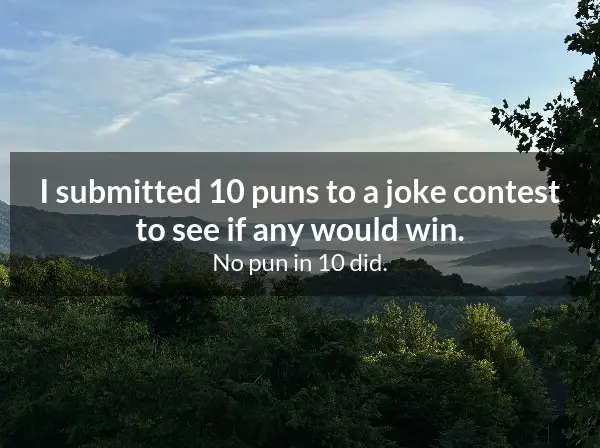 I submitted 10 puns to a joke contest
to see if any would win.
No pun in 10 did.